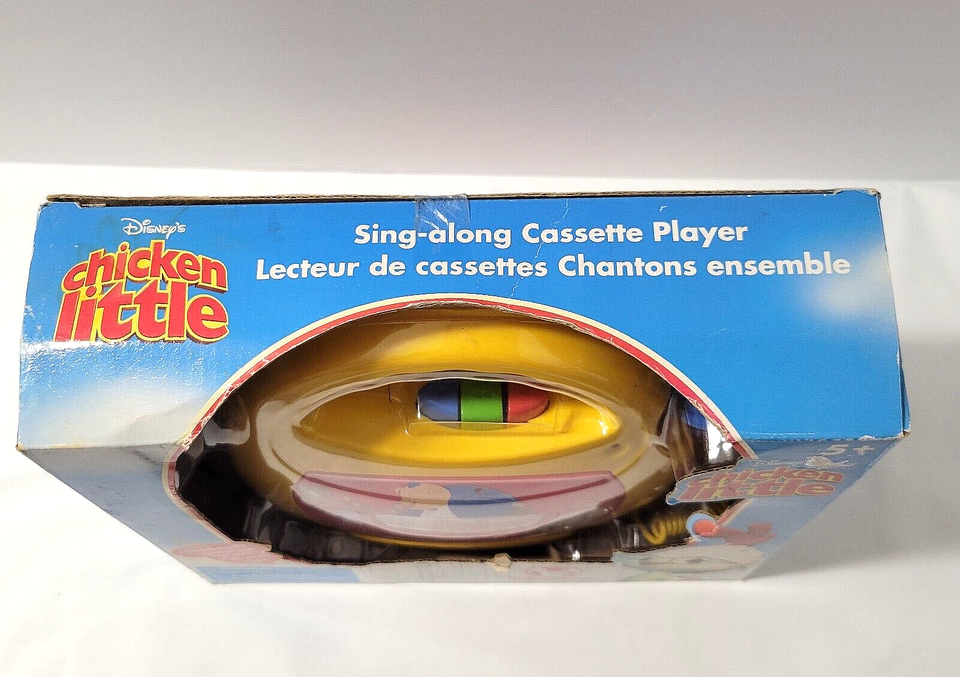 Disney's
chicken
little
Sing-along Cassette Player
Lecteur de cassettes Chantons ensemble
5+
chicken
little